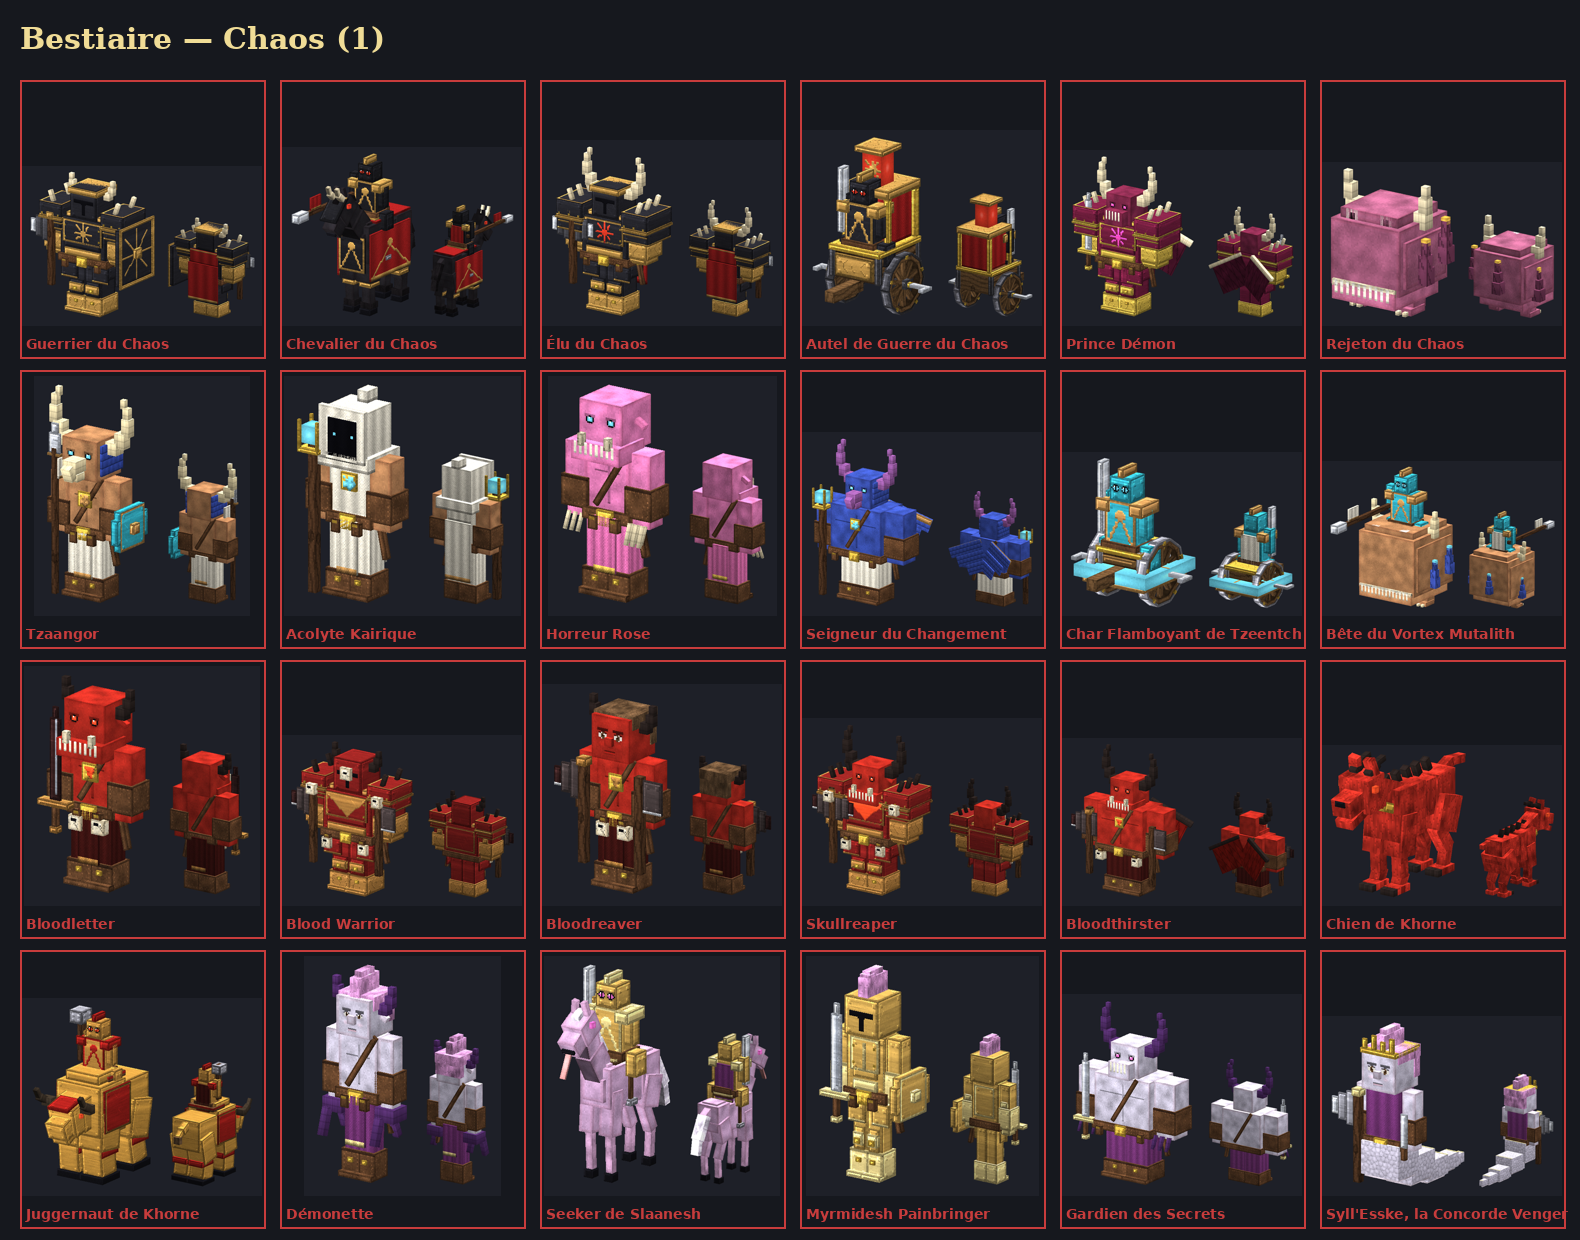 Bestiaire — Chaos (1)
Guerrier du Chaos
Chevalier du Chaos
Élu du Chaos
Autel de Guerre du Chaos
Prince Démon
Rejeton du Chaos
Tzaangor
Acolyte Kairique
Horreur Rose
Seigneur du Changement
Char Flamboyant de Tzeentch
Bête du Vortex Mutalith
Bloodletter
Blood Warrior
Bloodreaver
Skullreaper
Bloodthirster
Chien de Khorne
Juggernaut de Khorne
Démonette
Seeker de Slaanesh
Myrmidesh Painbringer
Gardien des Secrets
Syll'Esske, la Concorde Venger